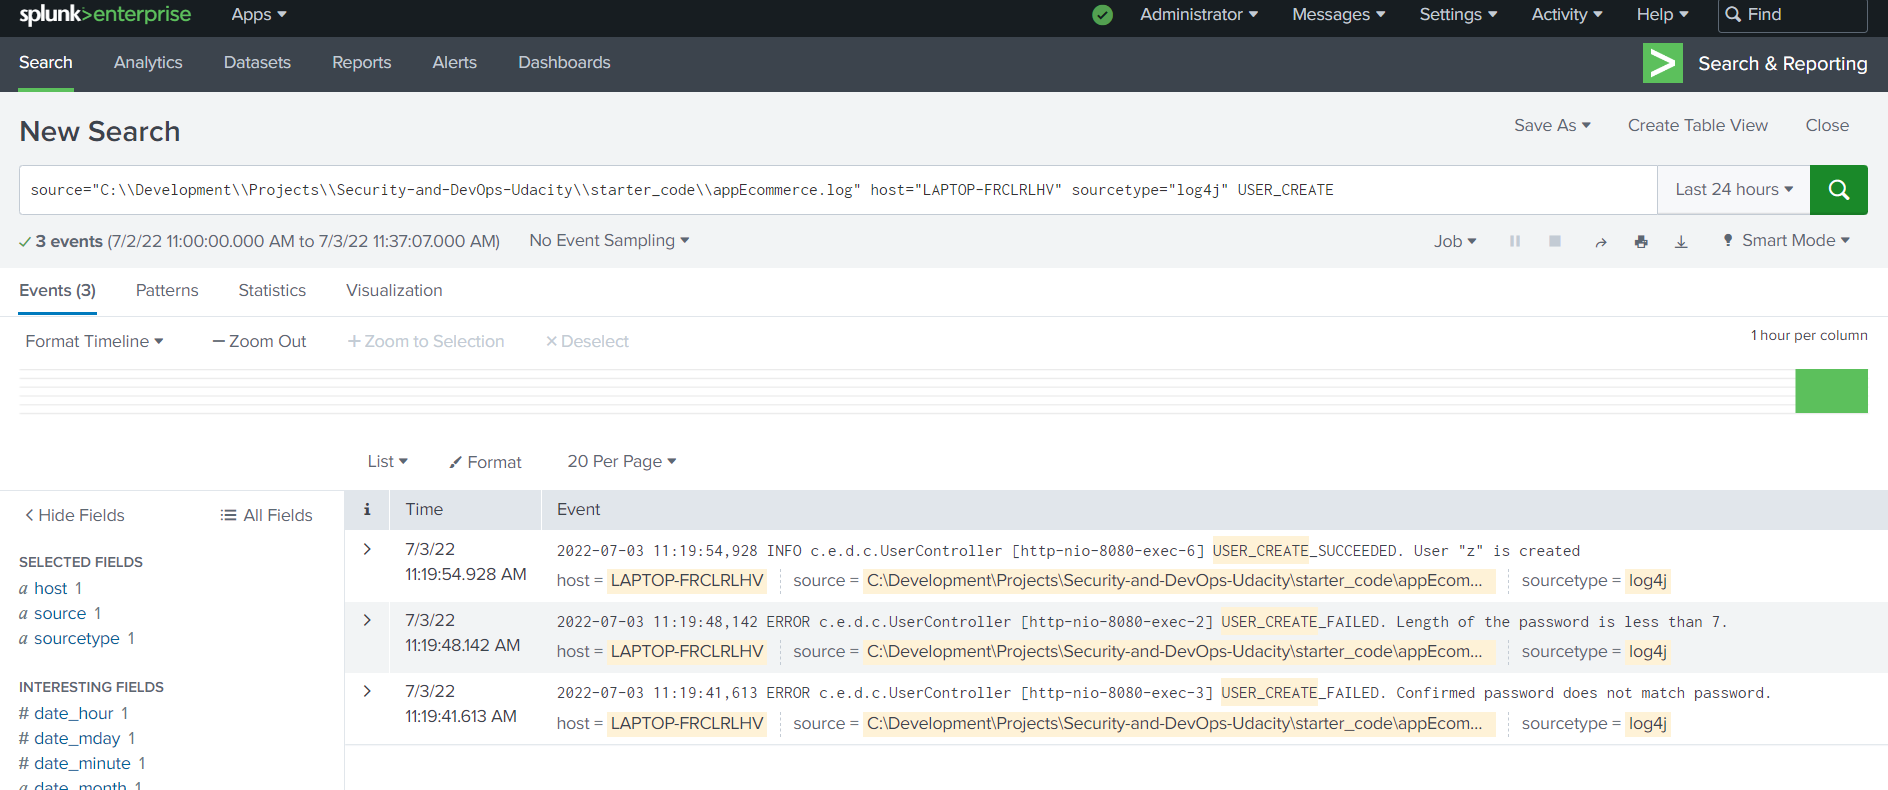 splunk>enterprise Apps Administrator Messages Settings Activity Help Find
Search Analytics Datasets Reports Alerts Dashboards Search & Reporting
New Search Save As Create Table View Close
source="C:\\Development\\Projects\\Security-and-DevOps-Udacity\\starter_code\\appEcommerce.log" host="LAPTOP-FRCLRLHV" sourcetype="log4j" USER_CREATE Last 24 hours
3 events (7/2/22 11:00:00.000 AM to 7/3/22 11:37:07.000 AM) No Event Sampling Job Smart Mode
Events (3) Patterns Statistics Visualization
Format Timeline — Zoom Out + Zoom to Selection × Deselect 1 hour per column
List Format 20 Per Page
< Hide Fields All Fields
SELECTED FIELDS
a host 1
a source 1
a sourcetype 1
INTERESTING FIELDS
# date_hour 1
# date_mday 1
# date_minute 1
a date_month 1
i Time Event
> 7/3/22 2022-07-03 11:19:54,928 INFO c.e.d.c.UserController [http-nio-8080-exec-6] USER_CREATE_SUCCEEDED. User "z" is created
11:19:54.928 AM host = LAPTOP-FRCLRLHV source = C:\Development\Projects\Security-and-DevOps-Udacity\starter_code\appEcom... sourcetype = log4j
> 7/3/22 2022-07-03 11:19:48,142 ERROR c.e.d.c.UserController [http-nio-8080-exec-2] USER_CREATE_FAILED. Length of the password is less than 7.
11:19:48.142 AM host = LAPTOP-FRCLRLHV source = C:\Development\Projects\Security-and-DevOps-Udacity\starter_code\appEcom... sourcetype = log4j
> 7/3/22 2022-07-03 11:19:41,613 ERROR c.e.d.c.UserController [http-nio-8080-exec-3] USER_CREATE_FAILED. Confirmed password does not match password.
11:19:41.613 AM host = LAPTOP-FRCLRLHV source = C:\Development\Projects\Security-and-DevOps-Udacity\starter_code\appEcom... sourcetype = log4j